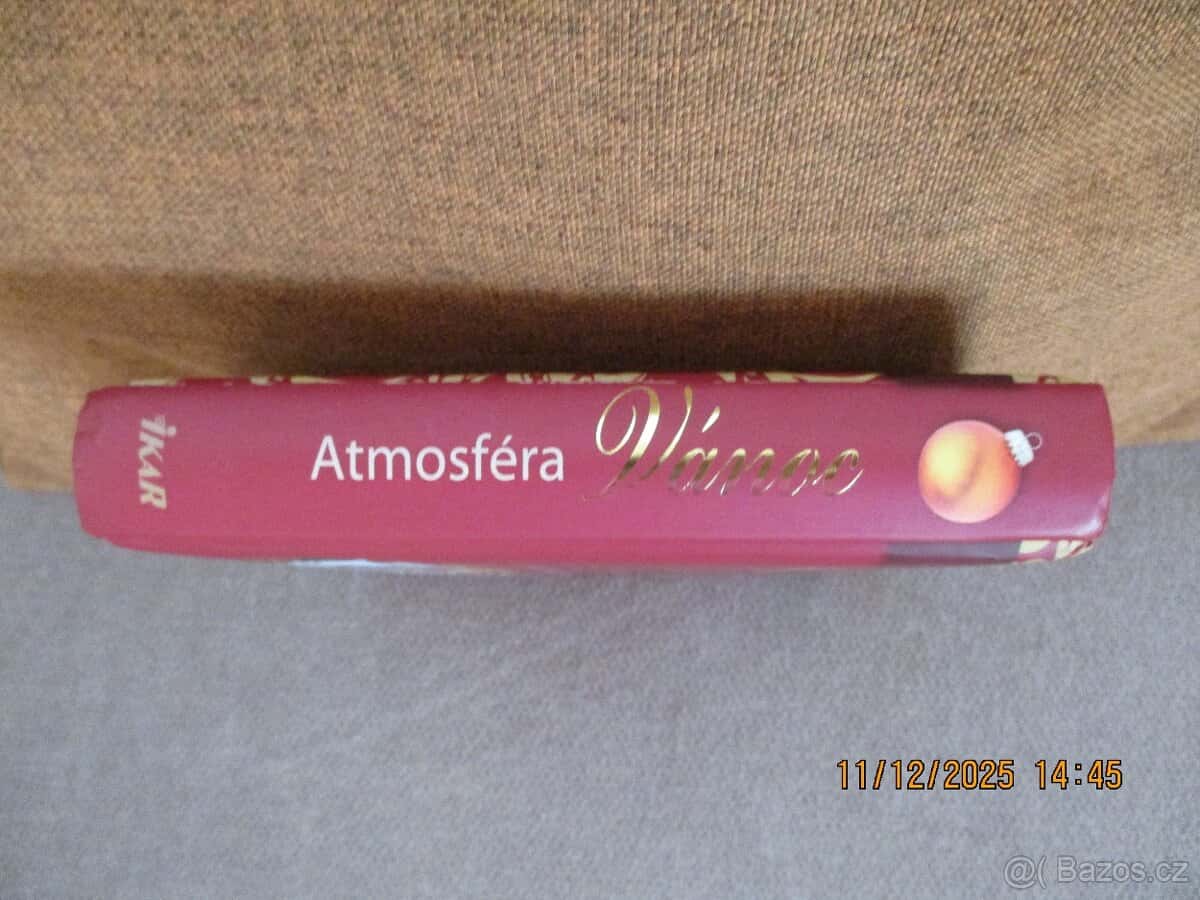 IKAR
Atmosféra Vánoc
11/12/2025 14:45
@( Bazos.cz